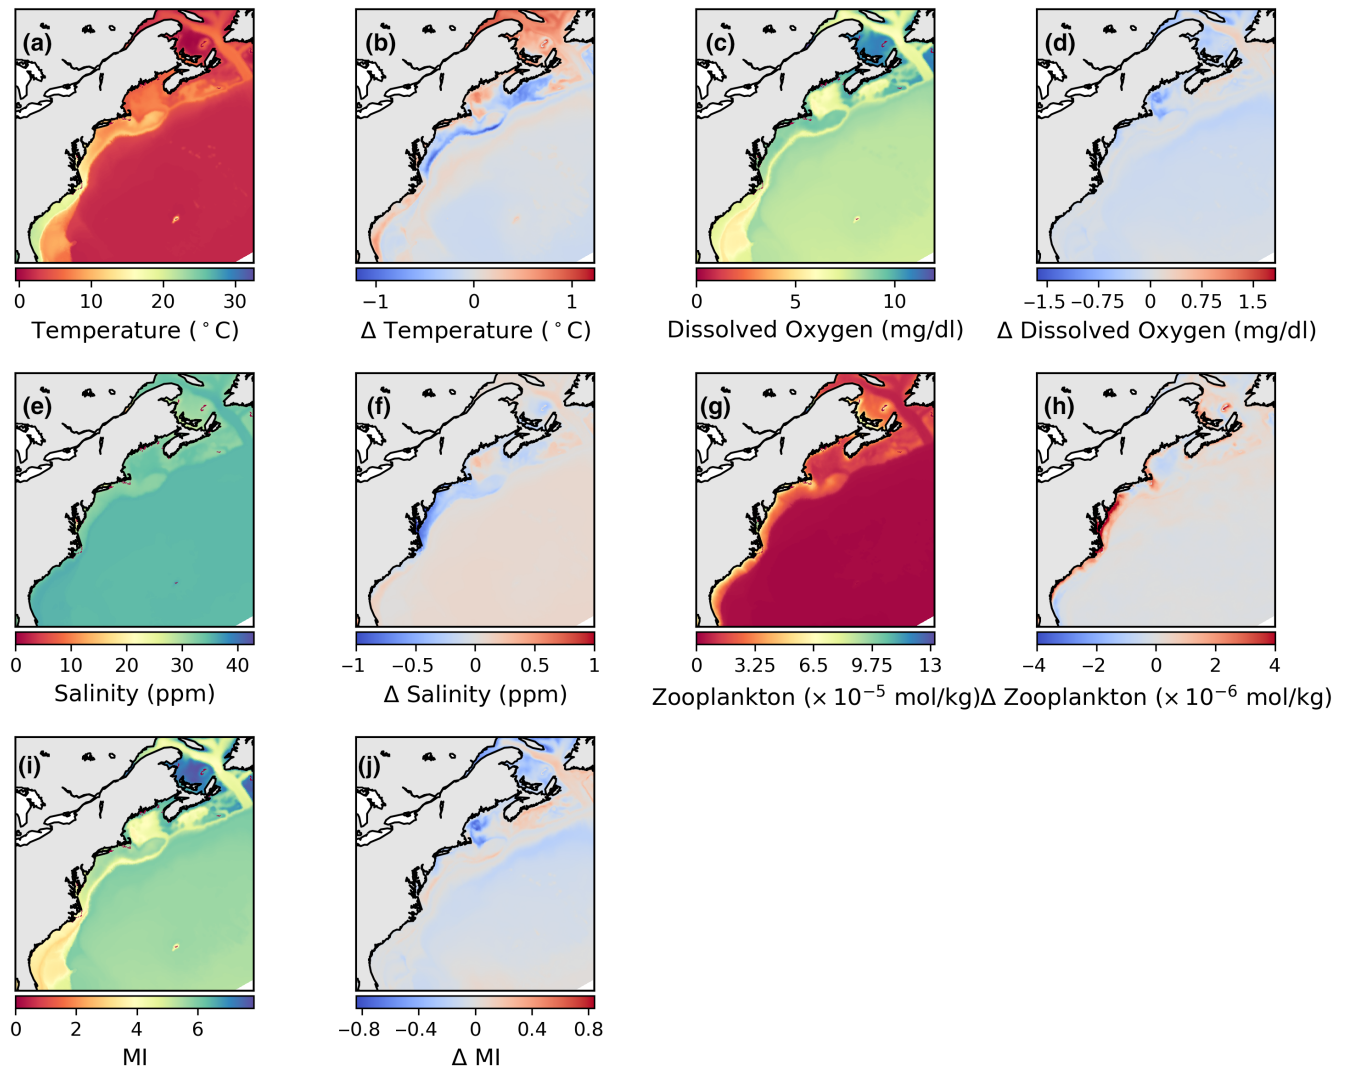 (a) (b) (c) (d)
0 10 20 30 −1 0 1 0 5 10 −1.5 −0.75 0 0.75 1.5
Temperature (°C) Δ Temperature (°C) Dissolved Oxygen (mg/dl) Δ Dissolved Oxygen (mg/dl)
(e) (f) (g) (h)
0 10 20 30 40 −1 −0.5 0 0.5 1 0 3.25 6.5 9.75 13 −4 −2 0 2 4
Salinity (ppm) Δ Salinity (ppm) Zooplankton (× 10⁻⁵ mol/kg) Δ Zooplankton (× 10⁻⁶ mol/kg)
(i) (j)
0 2 4 6 −0.8 −0.4 0 0.4 0.8
MI Δ MI